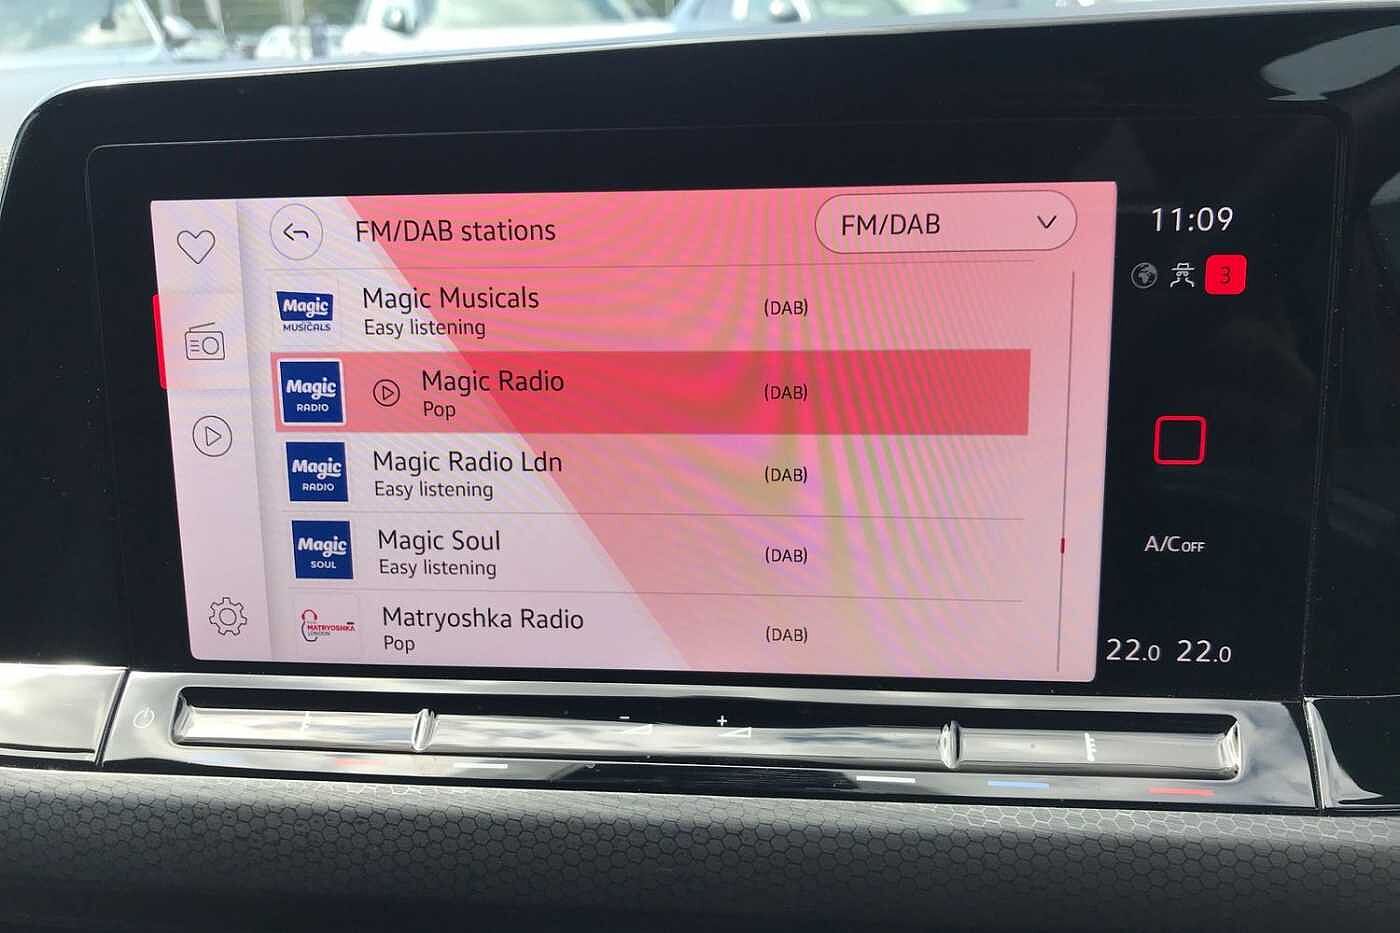 FM/DAB stations
FM/DAB
11:09
3
Magic
MUSICALS
Magic Musicals
Easy listening
(DAB)
Magic
RADIO
Magic Radio
Pop
(DAB)
Magic
RADIO
Magic Radio Ldn
Easy listening
(DAB)
Magic
SOUL
Magic Soul
Easy listening
(DAB)
MATRYOSHKA
LONDON
Matryoshka Radio
Pop
(DAB)
A/C OFF
22.0 22.0
- +